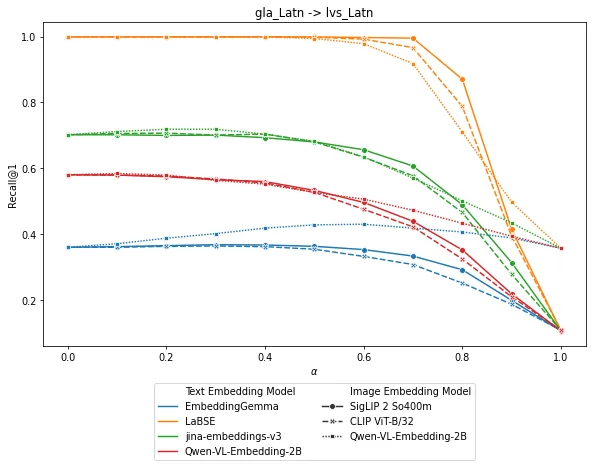 gla_Latn -> lvs_Latn
Recall@1
1.0
0.8
0.6
0.4
0.2
0.0 0.2 0.4 0.6 0.8 1.0
α
Text Embedding Model Image Embedding Model
EmbeddingGemma SigLIP 2 So400m
LaBSE CLIP ViT-B/32
jina-embeddings-v3 Qwen-VL-Embedding-2B
Qwen-VL-Embedding-2B